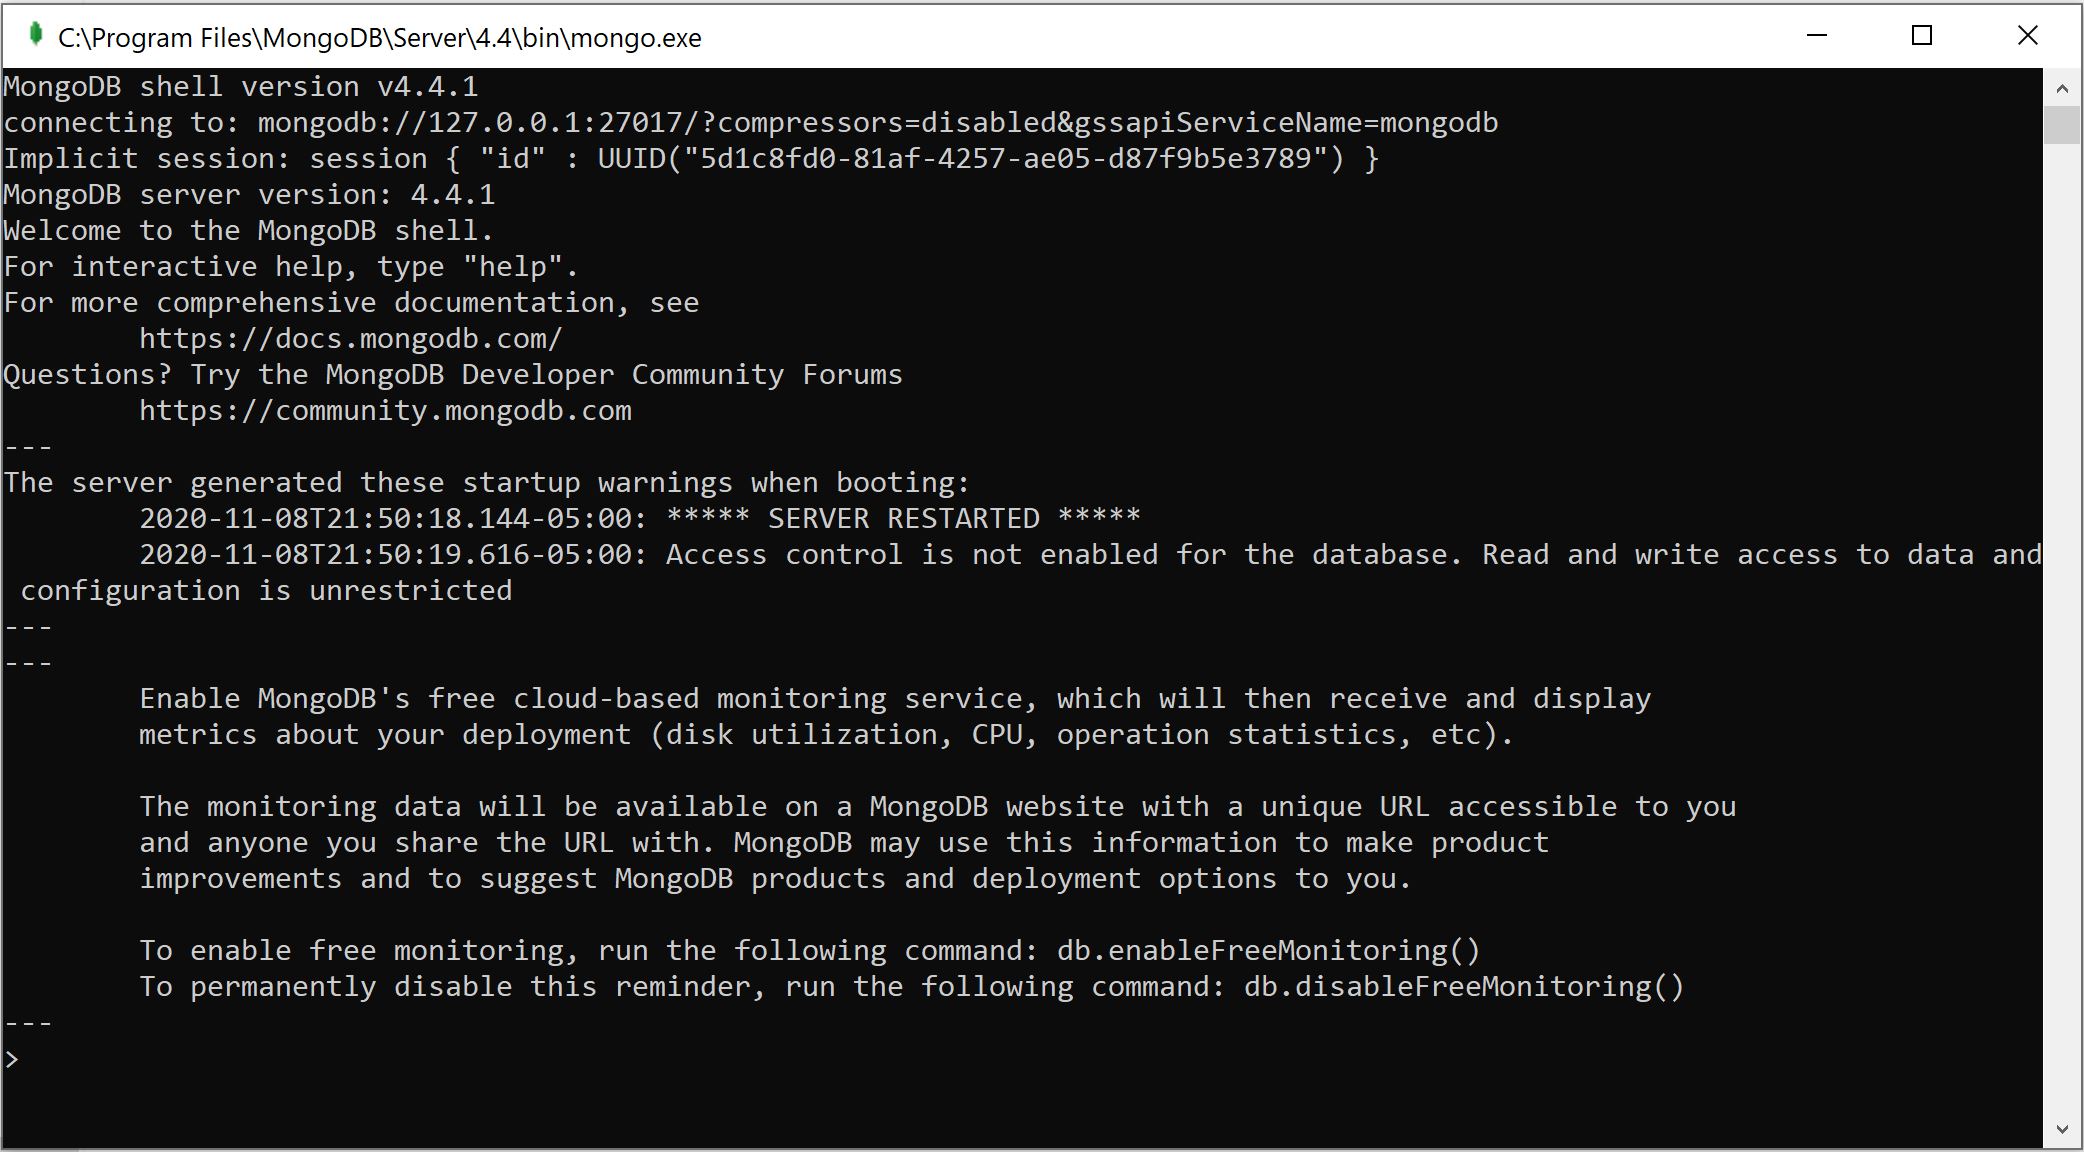 C:\Program Files\MongoDB\Server\4.4\bin\mongo.exe
MongoDB shell version v4.4.1
connecting to: mongodb://127.0.0.1:27017/?compressors=disabled&gssapiServiceName=mongodb
Implicit session: session { "id" : UUID("5d1c8fd0-81af-4257-ae05-d87f9b5e3789") }
MongoDB server version: 4.4.1
Welcome to the MongoDB shell.
For interactive help, type "help".
For more comprehensive documentation, see
        https://docs.mongodb.com/
Questions? Try the MongoDB Developer Community Forums
        https://community.mongodb.com
---
The server generated these startup warnings when booting:
        2020-11-08T21:50:18.144-05:00: ***** SERVER RESTARTED *****
        2020-11-08T21:50:19.616-05:00: Access control is not enabled for the database. Read and write access to data and
 configuration is unrestricted
---
---
        Enable MongoDB's free cloud-based monitoring service, which will then receive and display
        metrics about your deployment (disk utilization, CPU, operation statistics, etc).

        The monitoring data will be available on a MongoDB website with a unique URL accessible to you
        and anyone you share the URL with. MongoDB may use this information to make product
        improvements and to suggest MongoDB products and deployment options to you.

        To enable free monitoring, run the following command: db.enableFreeMonitoring()
        To permanently disable this reminder, run the following command: db.disableFreeMonitoring()
---
>